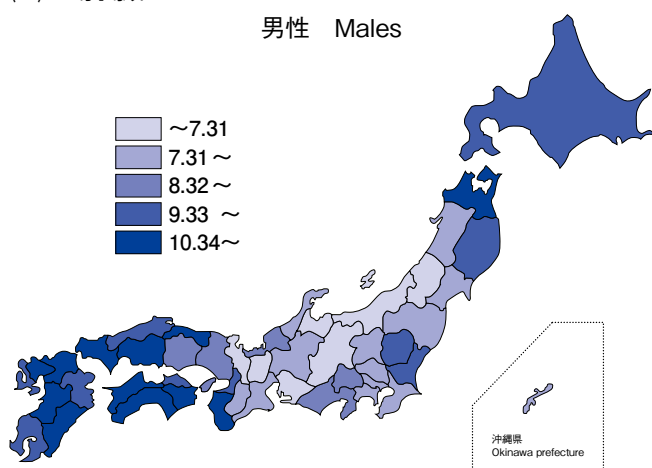 男性 Males
～7.31
7.31～
8.32～
9.33 ～
10.34～
沖縄県
Okinawa prefecture